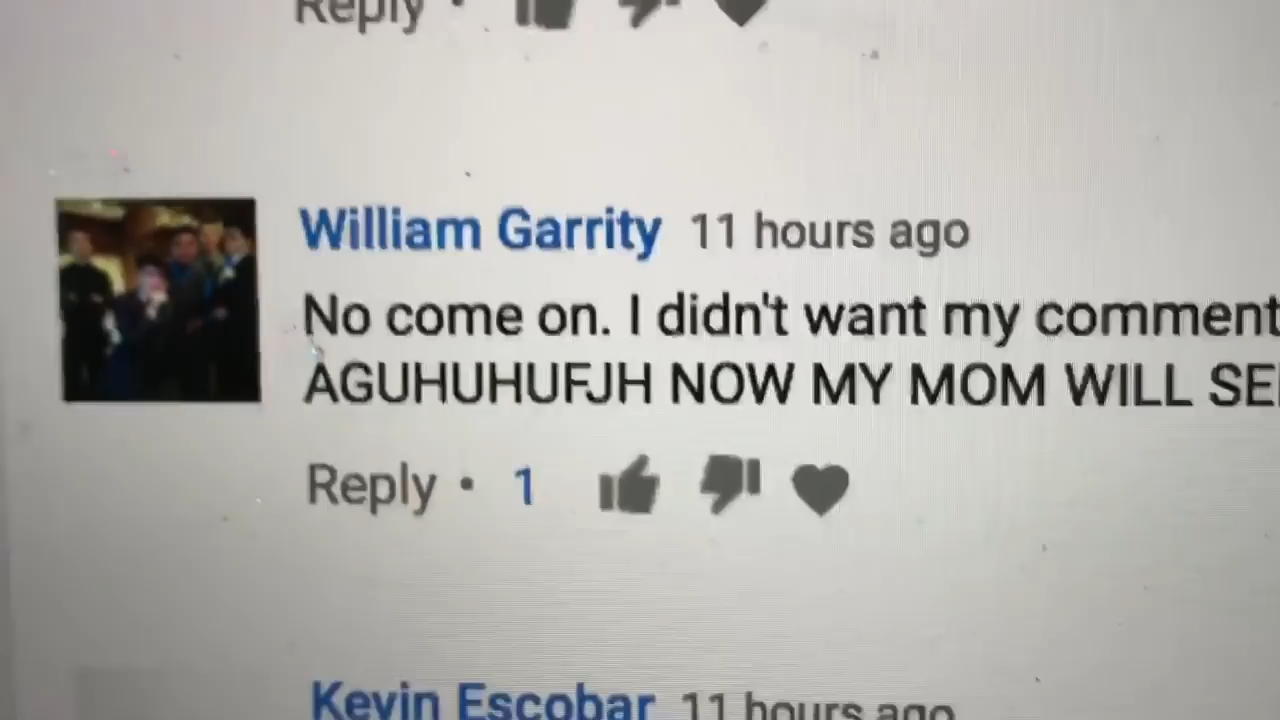 Reply •
William Garrity 11 hours ago
No come on. I didn't want my comment
AGUHUHUFJH NOW MY MOM WILL
Reply • 1
Kevin Escobar 11 hours ago